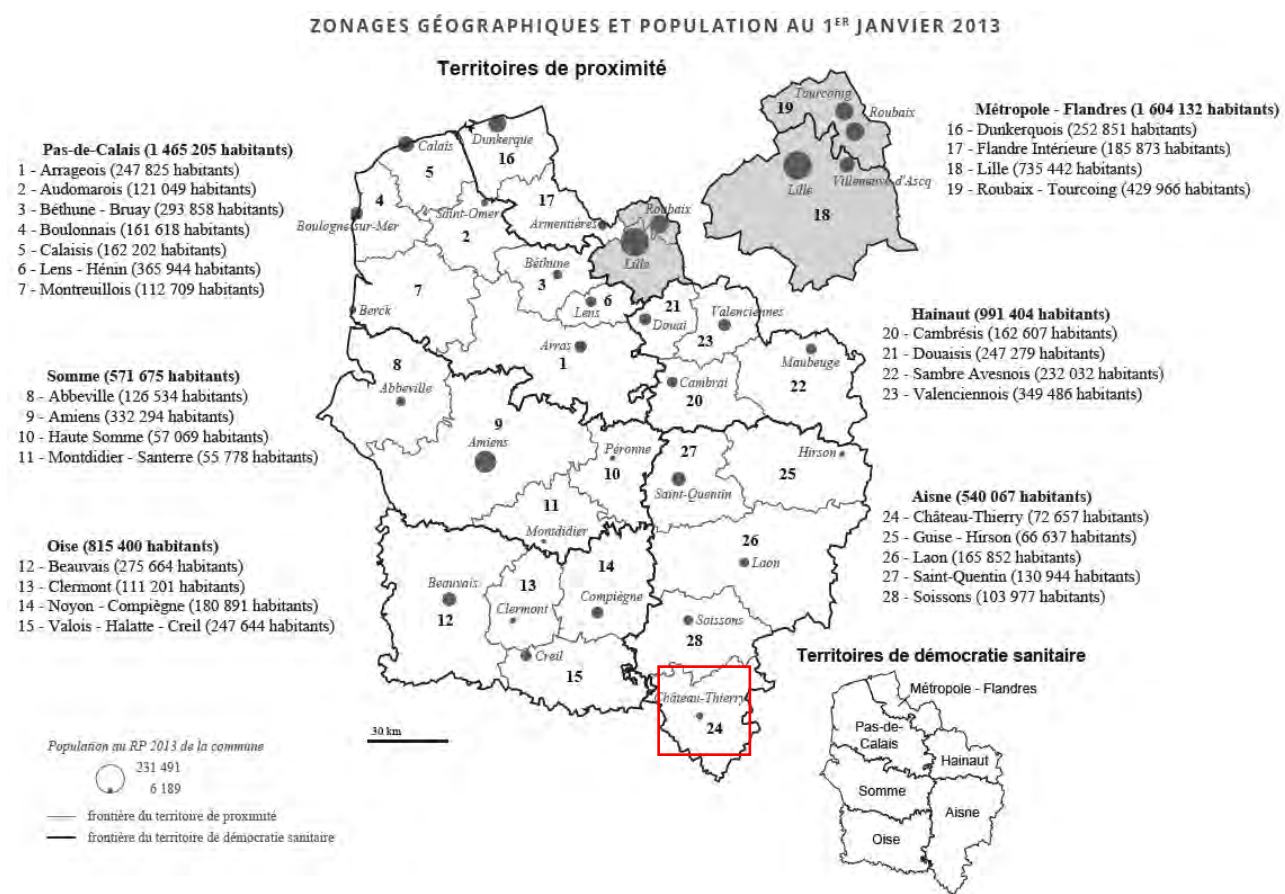 ZONAGES GÉOGRAPHIQUES ET POPULATION AU 1ER JANVIER 2013
Territoires de proximité
Pas-de-Calais (1 465 205 habitants)
1 - Arrageois (247 825 habitants)
2 - Audomarois (121 049 habitants)
3 - Béthune - Bruay (293 858 habitants)
4 - Boulonnais (161 618 habitants)
5 - Calaisis (162 202 habitants)
6 - Lens - Hénin (365 944 habitants)
7 - Montreuillois (112 709 habitants)
Somme (571 675 habitants)
8 - Abbeville (126 534 habitants)
9 - Amiens (332 294 habitants)
10 - Haute Somme (57 069 habitants)
11 - Montdidier - Santerre (55 778 habitants)
Oise (815 400 habitants)
12 - Beauvais (275 664 habitants)
13 - Clermont (111 201 habitants)
14 - Noyon - Compiègne (180 891 habitants)
15 - Valois - Halatte - Creil (247 644 habitants)
Métropole - Flandres (1 604 132 habitants)
16 - Dunkerquois (252 851 habitants)
17 - Flandre Intérieure (185 873 habitants)
18 - Lille (735 442 habitants)
19 - Roubaix - Tourcoing (429 966 habitants)
Hainaut (991 404 habitants)
20 - Cambrésis (162 607 habitants)
21 - Douaisis (247 279 habitants)
22 - Sambre Avesnois (232 032 habitants)
23 - Valenciennois (349 486 habitants)
Aisne (540 067 habitants)
24 - Château-Thierry (72 657 habitants)
25 - Guise - Hirson (66 637 habitants)
26 - Laon (165 852 habitants)
27 - Saint-Quentin (130 944 habitants)
28 - Soissons (103 977 habitants)
Tourcoing
19
Roubaix
Lille
Villeneuve-d'Ascq
18
Dunkerque
Calais
16
5
4
17
Saint-Omer
Boulogne-sur-Mer
2
Armentières
Roubaix
Lille
Béthune
3
7
6
Lens
21
Douai
Valenciennes
23
Berck
Arras
1
Maubeuge
8
Abbeville
Cambrai
20
22
9
Amiens
Péronne
10
27
Saint-Quentin
Hirson
25
11
Montdidier
26
Laon
14
13
Beauvais
12
Clermont
Compiègne
Soissons
28
Creil
15
Château-Thierry
24
30 km
Population au RP 2013 de la commune
231 491
6 189
frontière du territoire de proximité
frontière du territoire de démocratie sanitaire
Territoires de démocratie sanitaire
Métropole - Flandres
Pas-de-
Calais
Hainaut
Somme
Aisne
Oise